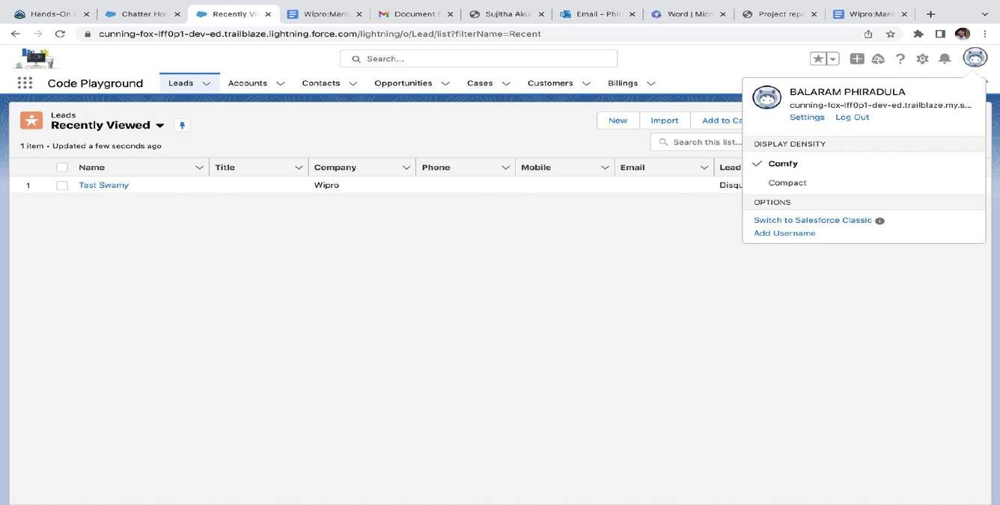 Hands-On
Chatter Ho
Recently Vi
Wipro:Mani
Document
Sujitha Aku
Email – Phi
Word | Micr
Project rep
Wipro:Mani
cunning-fox-lff0p1-dev-ed.trailblaze.lightning.force.com/lightning/o/Lead/list?filterName=Recent
Search...
Code Playground
Leads
Accounts
Contacts
Opportunities
Cases
Customers
Billings
BALARAM PHIRADULA
cunning-fox-lff0p1-dev-ed.trailblaze.my.s...
Settings Log Out
Leads
Recently Viewed
New
Import
Add to Ca
1 item • Updated a few seconds ago
Search this list...
DISPLAY DENSITY
Comfy
Compact
OPTIONS
Switch to Salesforce Classic
Add Username
Name Title Company Phone Mobile Email Lead
1 Test Swamy Wipro Disqu